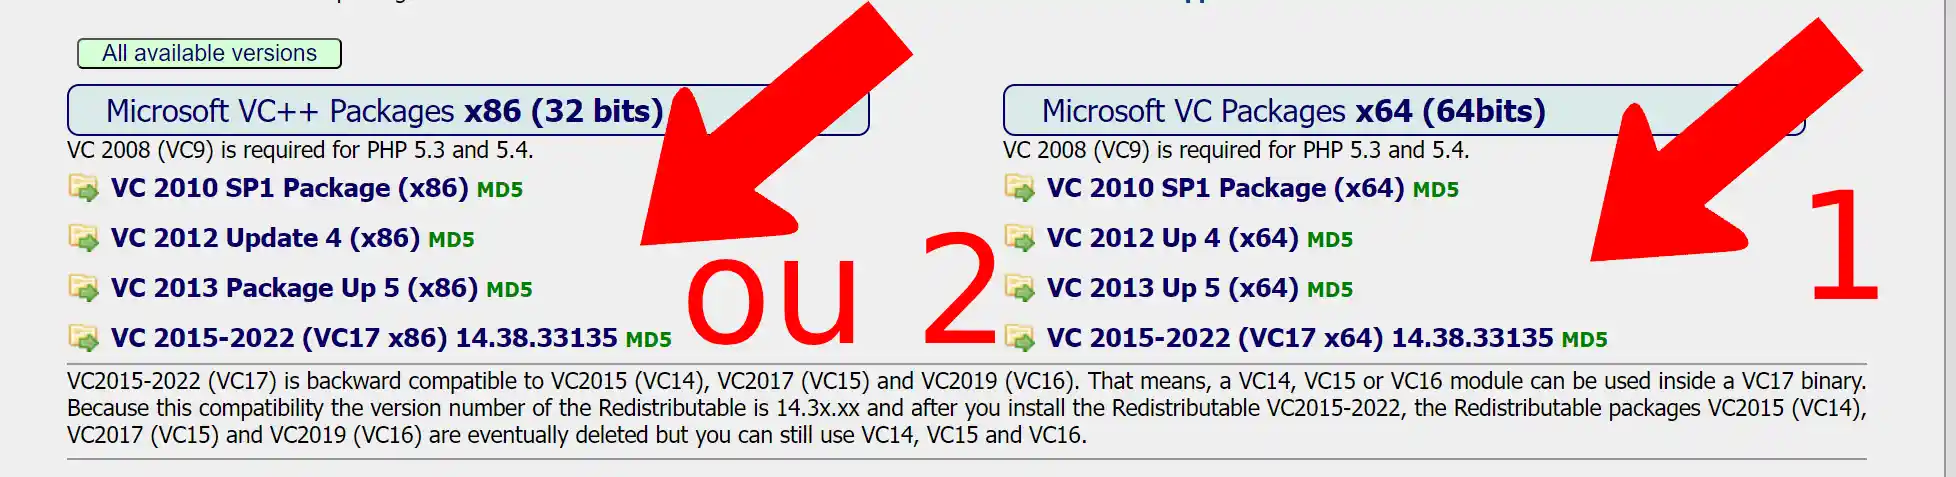 All available versions
Microsoft VC++ Packages x86 (32 bits)
VC 2008 (VC9) is required for PHP 5.3 and 5.4.
VC 2010 SP1 Package (x86) MD5
VC 2012 Update 4 (x86) MD5
VC 2013 Package Up 5 (x86) MD5
VC 2015-2022 (VC17 x86) 14.38.33135 MD5
ou 2
Microsoft VC Packages x64 (64bits)
VC 2008 (VC9) is required for PHP 5.3 and 5.4.
VC 2010 SP1 Package (x64) MD5
VC 2012 Up 4 (x64) MD5
VC 2013 Up 5 (x64) MD5
VC 2015-2022 (VC17 x64) 14.38.33135 MD5
1
VC2015-2022 (VC17) is backward compatible to VC2015 (VC14), VC2017 (VC15) and VC2019 (VC16). That means, a VC14, VC15 or VC16 module can be used inside a VC17 binary.
Because this compatibility the version number of the Redistributable is 14.3x.xx and after you install the Redistributable VC2015-2022, the Redistributable packages VC2015 (VC14),
VC2017 (VC15) and VC2019 (VC16) are eventually deleted but you can still use VC14, VC15 and VC16.